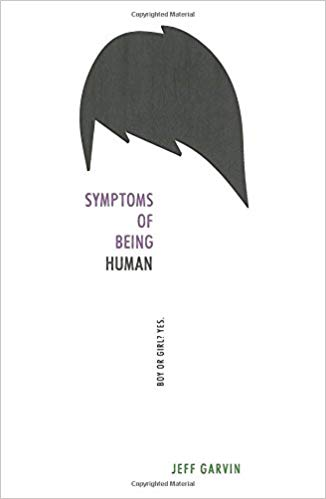 Copyrighted Material
SYMPTOMS
OF
BEING
HUMAN
BOY OR GIRL? YES.
JEFF GARVIN
Copyrighted Material